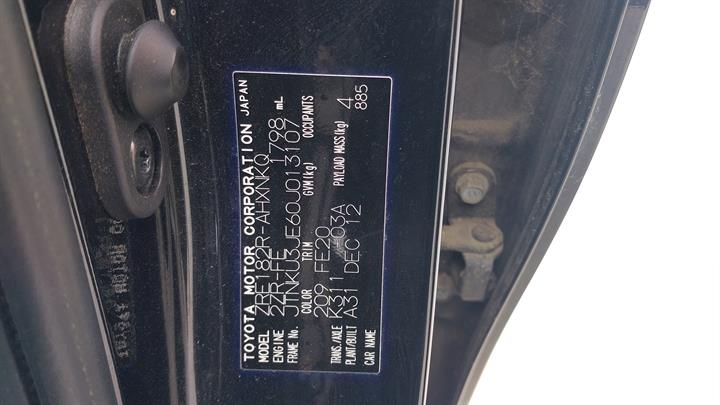 TOYOTA MOTOR CORPORATION JAPAN
MODEL ZRE182R-AHXNKQ
ENGINE 2ZR-FE 1798 mL
FRAME No. JTNKU3JE60J013107
COLOR TRIM GVM(kg) OCCUPANTS
209 FE20 4
TRANS./AXLE K311 -03A PAYLOAD MASS(kg) 885
PLANT/BUILT A31 DEC 12
CAR NAME